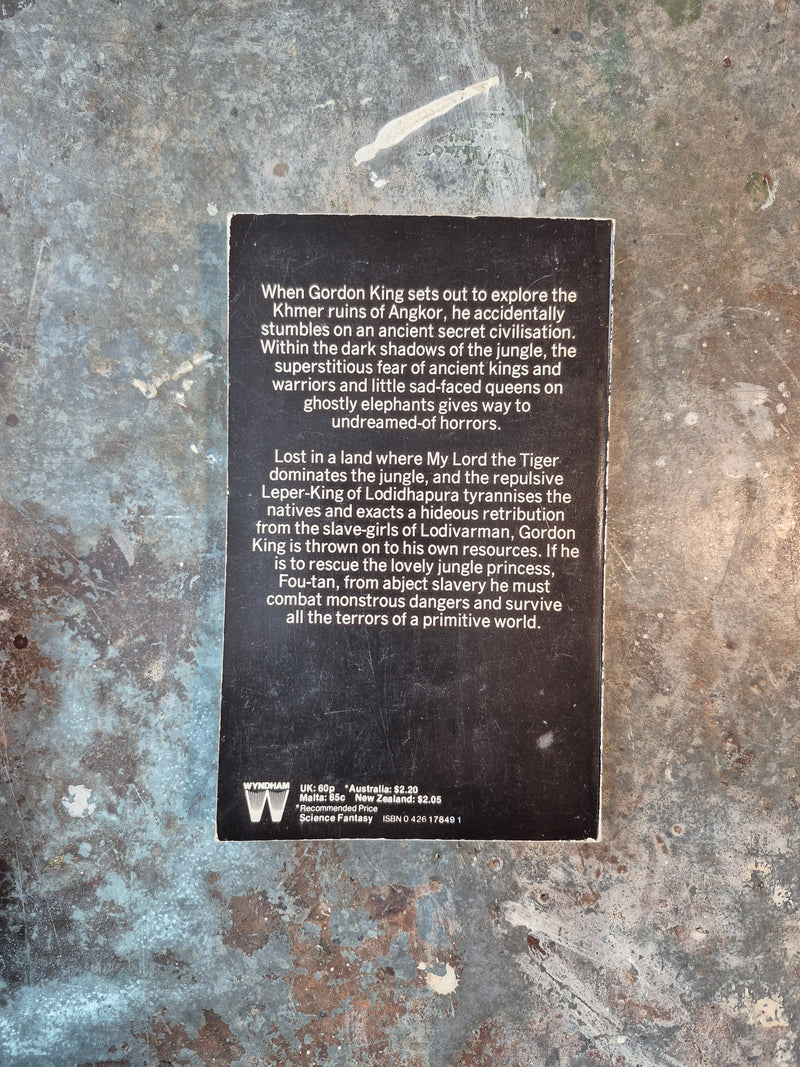 When Gordon King sets out to explore the
Khmer ruins of Angkor, he accidentally
stumbles on an ancient secret civilisation.
Within the dark shadows of the jungle, the
superstitious fear of ancient kings and
warriors and little sad-faced queens on
ghostly elephants gives way to
undreamed-of horrors.
Lost in a land where My Lord the Tiger
dominates the jungle, and the repulsive
Leper-King of Lodidhapura tyrannises the
natives and exacts a hideous retribution
from the slave-girls of Lodivarman, Gordon
King is thrown on to his own resources. If he
is to rescue the lovely jungle princess,
Fou-tan, from abject slavery he must
combat monstrous dangers and survive
all the terrors of a primitive world.
WYNDHAM
W
UK: 60p *Australia: $2.20
Malta: 65c New Zealand: $2.05
*Recommended Price
Science Fantasy ISBN 0 426 17849 1